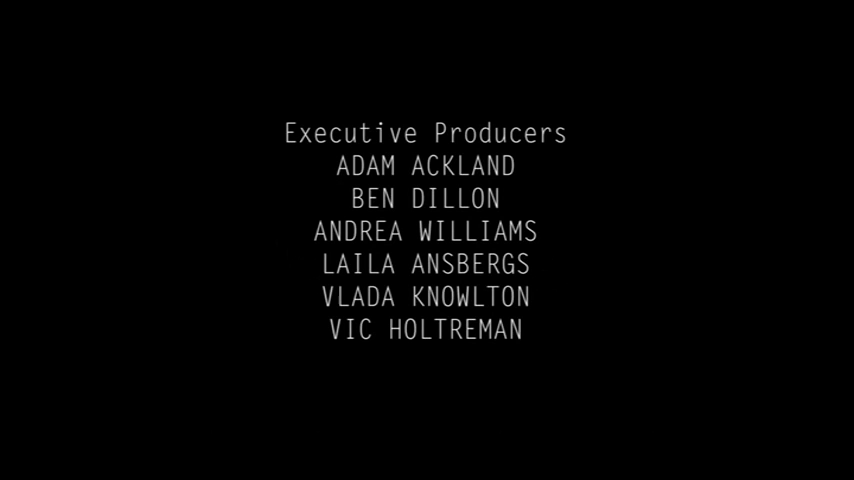 Executive Producers
ADAM ACKLAND
BEN DILLON
ANDREA WILLIAMS
LAILA ANSBERGS
VLADA KNOWLTON
VIC HOLTREMAN